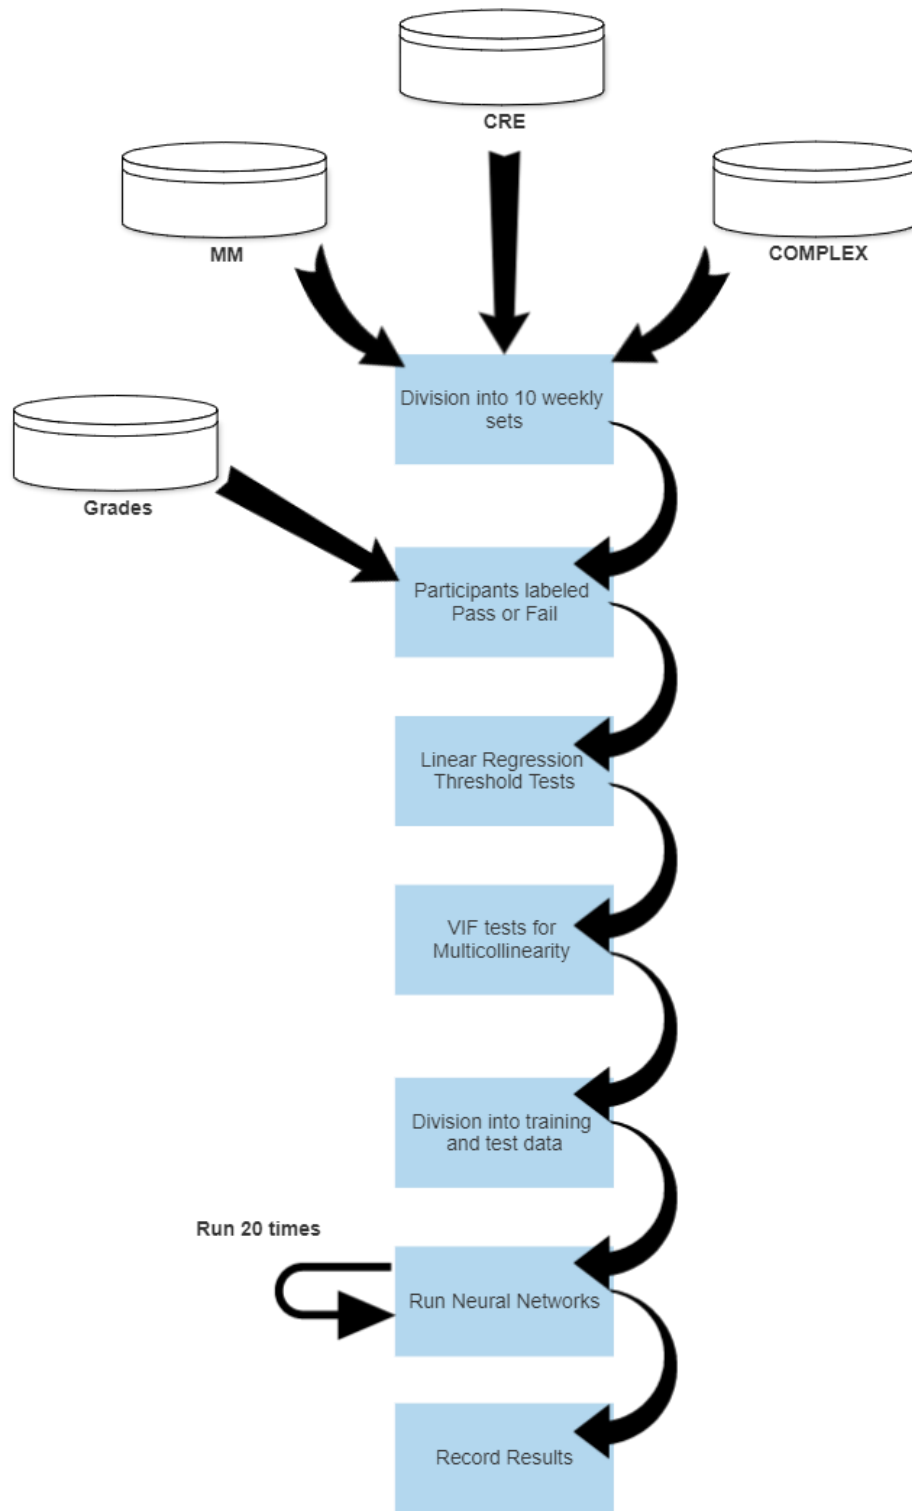 CRE
MM
COMPLEX
Division into 10 weekly
sets
Grades
Participants labeled
Pass or Fail
Linear Regression
Threshold Tests
VIF tests for
Multicollinearity
Division into training
and test data
Run 20 times
Run Neural Networks
Record Results